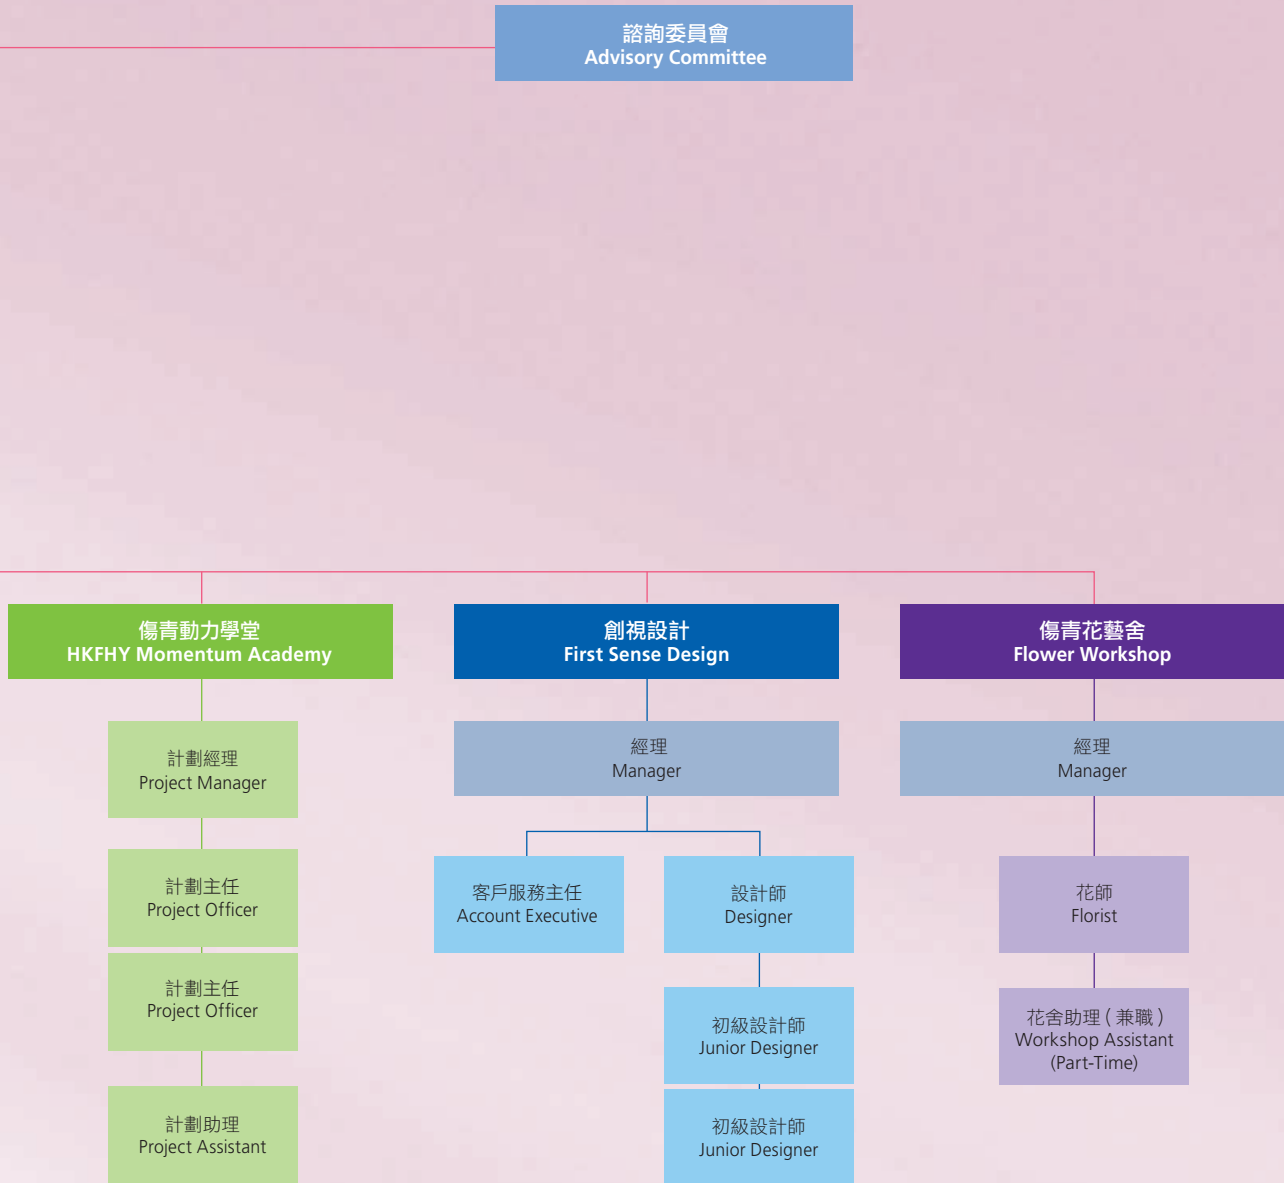 諮詢委員會
Advisory Committee
傷青動力學堂
HKFHY Momentum Academy
計劃經理
Project Manager
計劃主任
Project Officer
計劃主任
Project Officer
計劃助理
Project Assistant
創視設計
First Sense Design
經理
Manager
客戶服務主任
Account Executive
設計師
Designer
初級設計師
Junior Designer
初級設計師
Junior Designer
傷青花藝舍
Flower Workshop
經理
Manager
花師
Florist
花舍助理 ( 兼職 )
Workshop Assistant
(Part-Time)